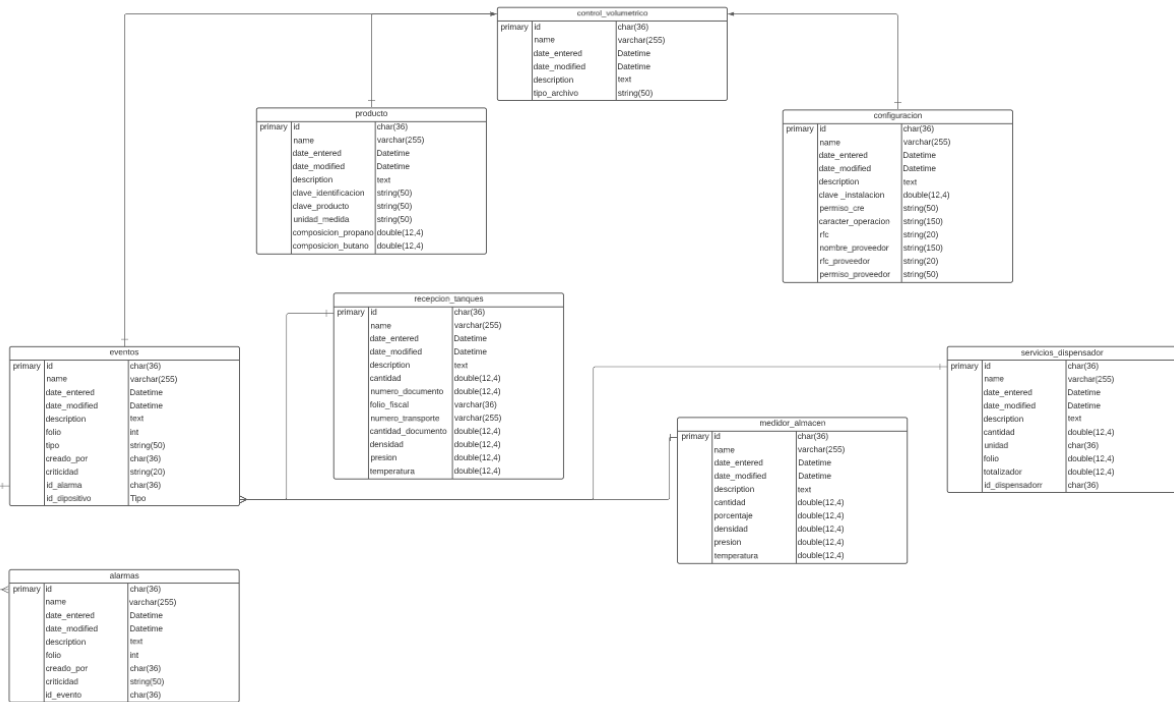 control_volumetrico
primary id char(36)
name varchar(255)
date_entered Datetime
date_modified Datetime
description text
tipo_archivo string(50)
producto
primary id char(36)
name varchar(255)
date_entered Datetime
date_modified Datetime
description text
clave_identificacion string(50)
clave_producto string(50)
unidad_medida string(50)
composicion_propano double(12,4)
composicion_butano double(12,4)
configuracion
primary id char(36)
name varchar(255)
date_entered Datetime
date_modified Datetime
description text
clave _instalacion double(12,4)
permiso_cre string(50)
caracter_operacion string(150)
rfc string(20)
nombre_proveedor string(150)
rfc_proveedor string(20)
permiso_proveedor string(50)
recepcion_tanques
primary id char(36)
name varchar(255)
date_entered Datetime
date_modified Datetime
description text
cantidad double(12,4)
numero_documento double(12,4)
folio_fiscal varchar(36)
numero_transporte varchar(255)
cantidad_documento double(12,4)
densidad double(12,4)
presion double(12,4)
temperatura double(12,4)
eventos
primary id char(36)
name varchar(255)
date_entered Datetime
date_modified Datetime
description text
folio int
tipo string(50)
creado_por char(36)
criticidad string(20)
id_alarma char(36)
id_dipositivo Tipo
servicios_dispensador
primary id char(36)
name varchar(255)
date_entered Datetime
date_modified Datetime
description text
cantidad double(12,4)
unidad char(36)
folio double(12,4)
totalizador double(12,4)
id_dispensadorr char(36)
medidor_almacen
primary id char(36)
name varchar(255)
date_entered Datetime
date_modified Datetime
description text
cantidad double(12,4)
porcentaje double(12,4)
densidad double(12,4)
presion double(12,4)
temperatura double(12,4)
alarmas
primary id char(36)
name varchar(255)
date_entered Datetime
date_modified Datetime
description text
folio int
creado_por char(36)
criticidad string(50)
id_evento char(36)